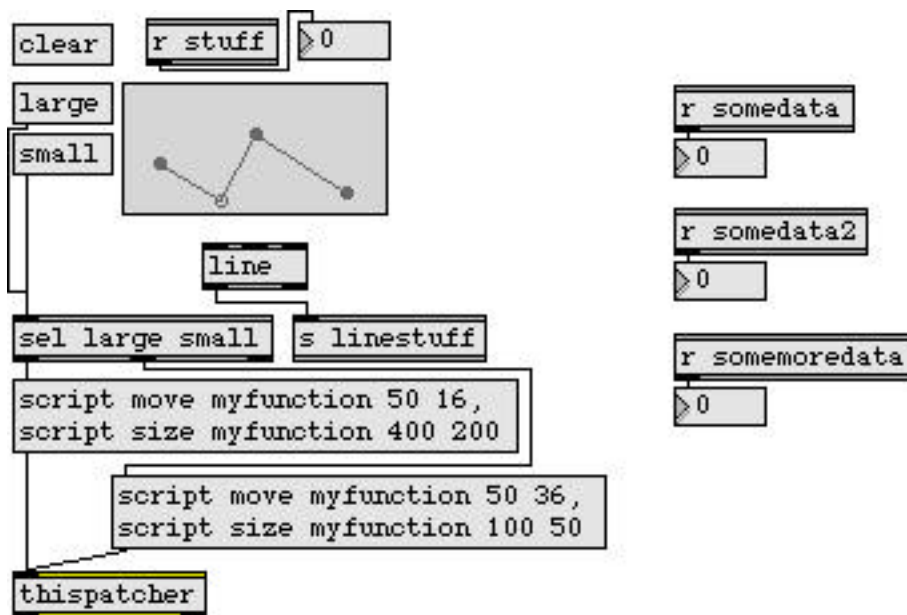 clear
r stuff
0
large
small
line
sel large small
s linestuff
script move myfunction 50 16,
script size myfunction 400 200
script move myfunction 50 36,
script size myfunction 100 50
thispatcher
r somedata
0
r somedata2
0
r somemoredata
0